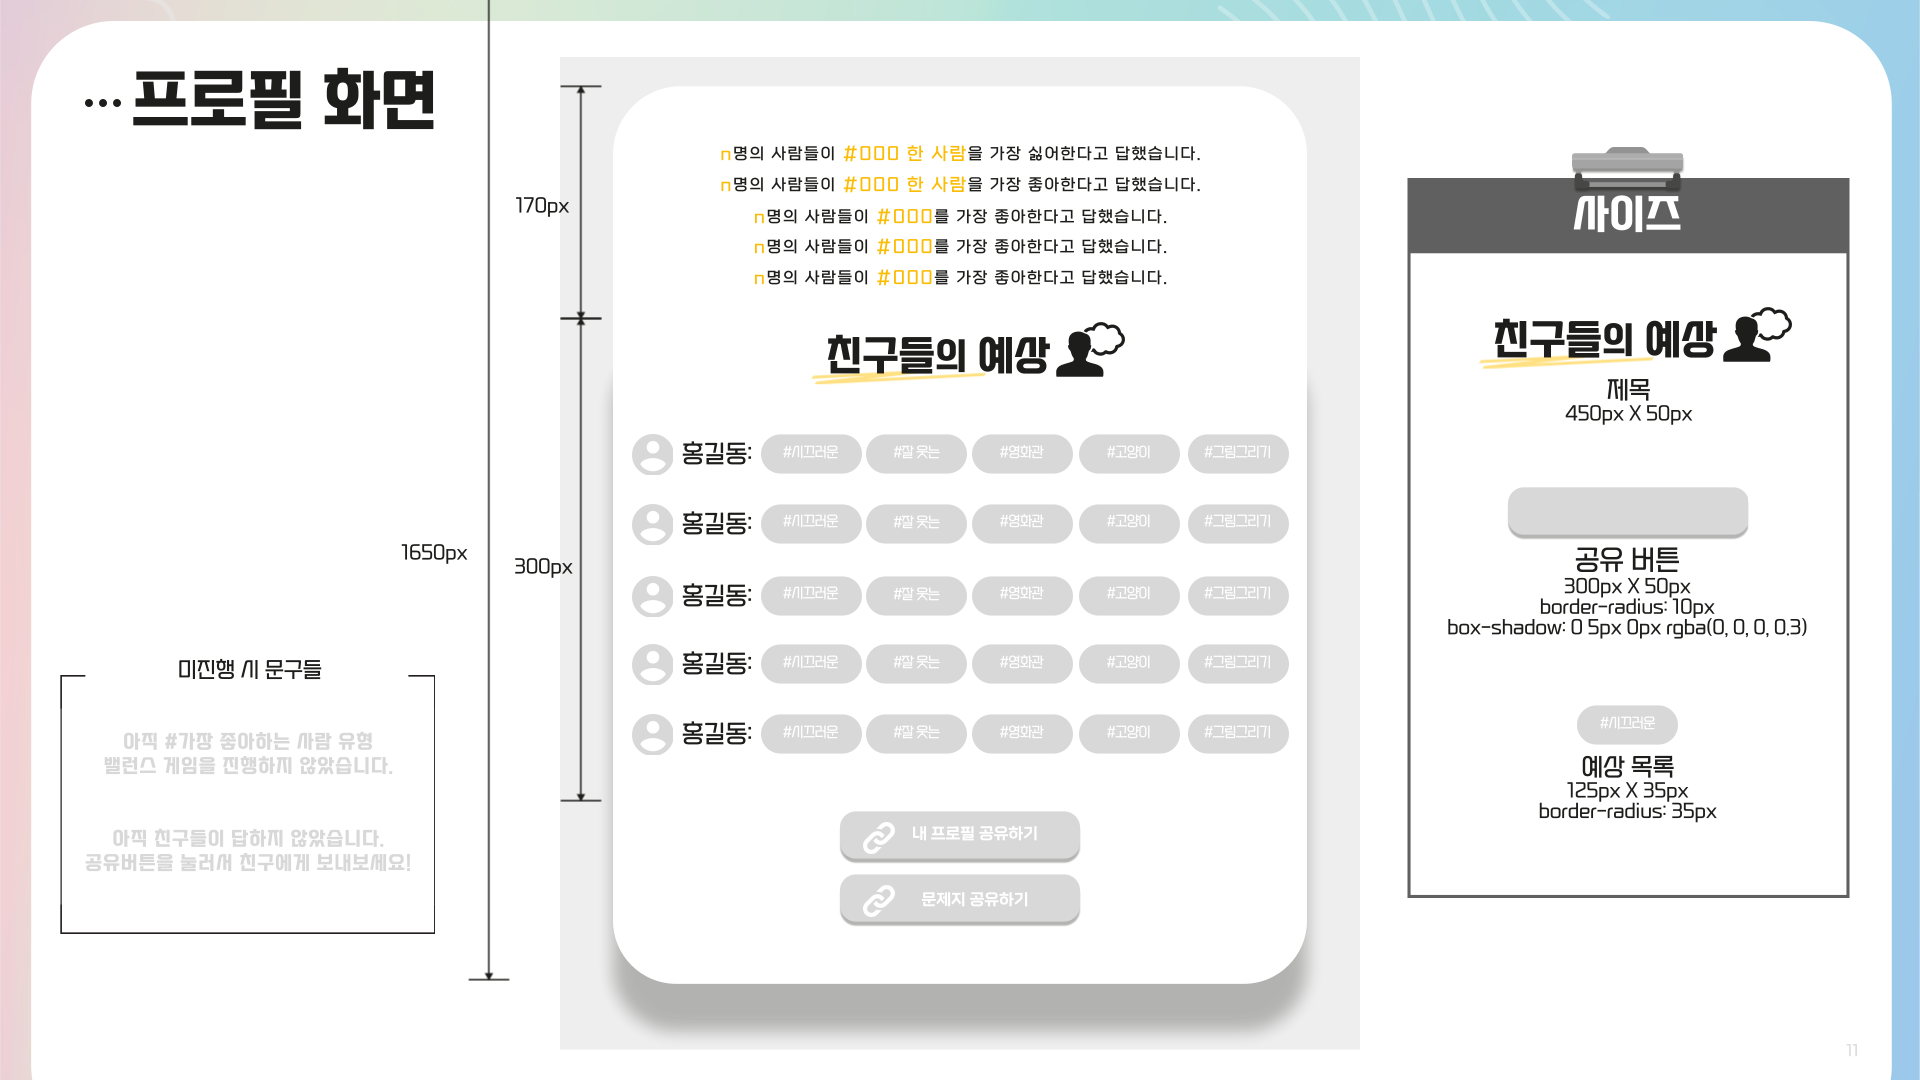 ...프로필 화면
n명의 사람들이 #ㅁㅁㅁ 한 사람을 가장 싫어한다고 답했습니다.
n명의 사람들이 #ㅁㅁㅁ 한 사람을 가장 좋아한다고 답했습니다.
n명의 사람들이 #ㅁㅁㅁ를 가장 좋아한다고 답했습니다.
n명의 사람들이 #ㅁㅁㅁ를 가장 좋아한다고 답했습니다.
n명의 사람들이 #ㅁㅁㅁ를 가장 좋아한다고 답했습니다.
170px
친구들의 예상
홍길동: #시끄러운 #잘 웃는 #영화관 #고양이 #그림그리기
홍길동: #시끄러운 #잘 웃는 #영화관 #고양이 #그림그리기
홍길동: #시끄러운 #잘 웃는 #영화관 #고양이 #그림그리기
홍길동: #시끄러운 #잘 웃는 #영화관 #고양이 #그림그리기
홍길동: #시끄러운 #잘 웃는 #영화관 #고양이 #그림그리기
1650px
300px
내 프로필 공유하기
문제지 공유하기
미진행 시 문구들
아직 #가장 좋아하는 사람 유형
밸런스 게임을 진행하지 않았습니다.
아직 친구들이 답하지 않았습니다.
공유버튼을 눌러서 친구에게 보내보세요!
사이즈
친구들의 예상
제목
450px X 50px
공유 버튼
300px X 50px
border-radius: 10px
box-shadow: 0 5px 0px rgba(0, 0, 0, 0.3)
#시끄러운
예상 목록
125px X 35px
border-radius: 35px
11